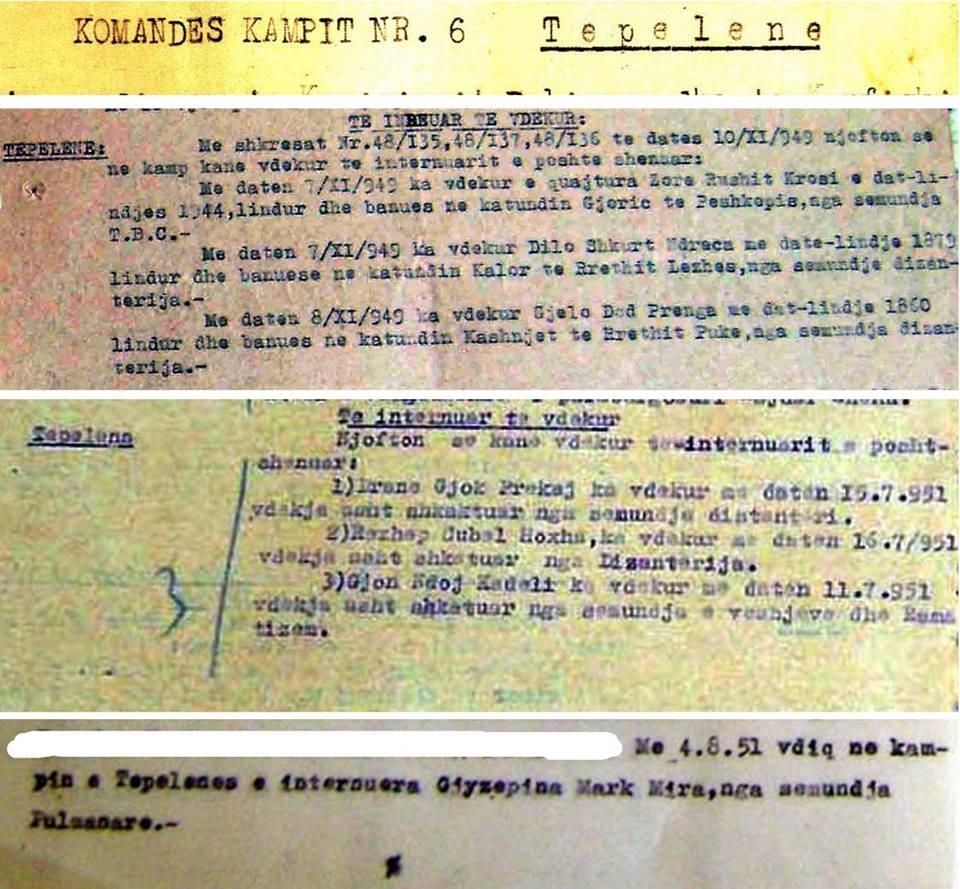 KOMANDES KAMPIT NR. 6 Tepelene
TE INTERNUAR TE VDEKUR:
TEPELENE: Me shkresat Nr.48/135,48/137,48/136 te dates 10/XI/949 njofton se
ne kamp kane vdekur te internuarit e poshte shenuar:
Me daten 7/XI/949 ka vdekur e quajtura Zore Rushit Krosi e dat-li-
ndjes 1944,lindur dhe banues ne katundin Gjoric te Peshkopis,nga semundja
T.B.C.-
Me daten 7/XI/949 ka vdekur Dilo Shkurt Ndreca me date-lindje 1879
lindur dhe banuese ne katundin Kalor te Rrethit Lezhes,nga semundje dizan-
terija.-
Me daten 8/XI/949 ka vdekur Gjelo Dod Prenga me dat-lindje 1860
lindur dhe banues ne katundin Kashnjet te Rrethit Puke,nga semundja dizan-
terija.-
Te internuar te vdekur
Tepelena
Njofton se kane vdekur te internuarit e posht-
shenuar:
1) Gjok Prekaj ka vdekur me daten 15.7.951
vdekja asht shkaktuar nga semundja
2) Hoxha,ka vdekur me daten 16.7/951
vdekja asht shkatuar nga Dizanterija.
3)Gjon Ndoj Kadeli ka vdekur me daten 11.7.951
vdekja asht shkatuar nga semundja e veshjeve dhe
tizem.
3
Me 4.8.51 vdiq ne kam-
pin e Tepelenes e internuera Gjyzepina Mark Mira,nga semundja
Pulmanare.-